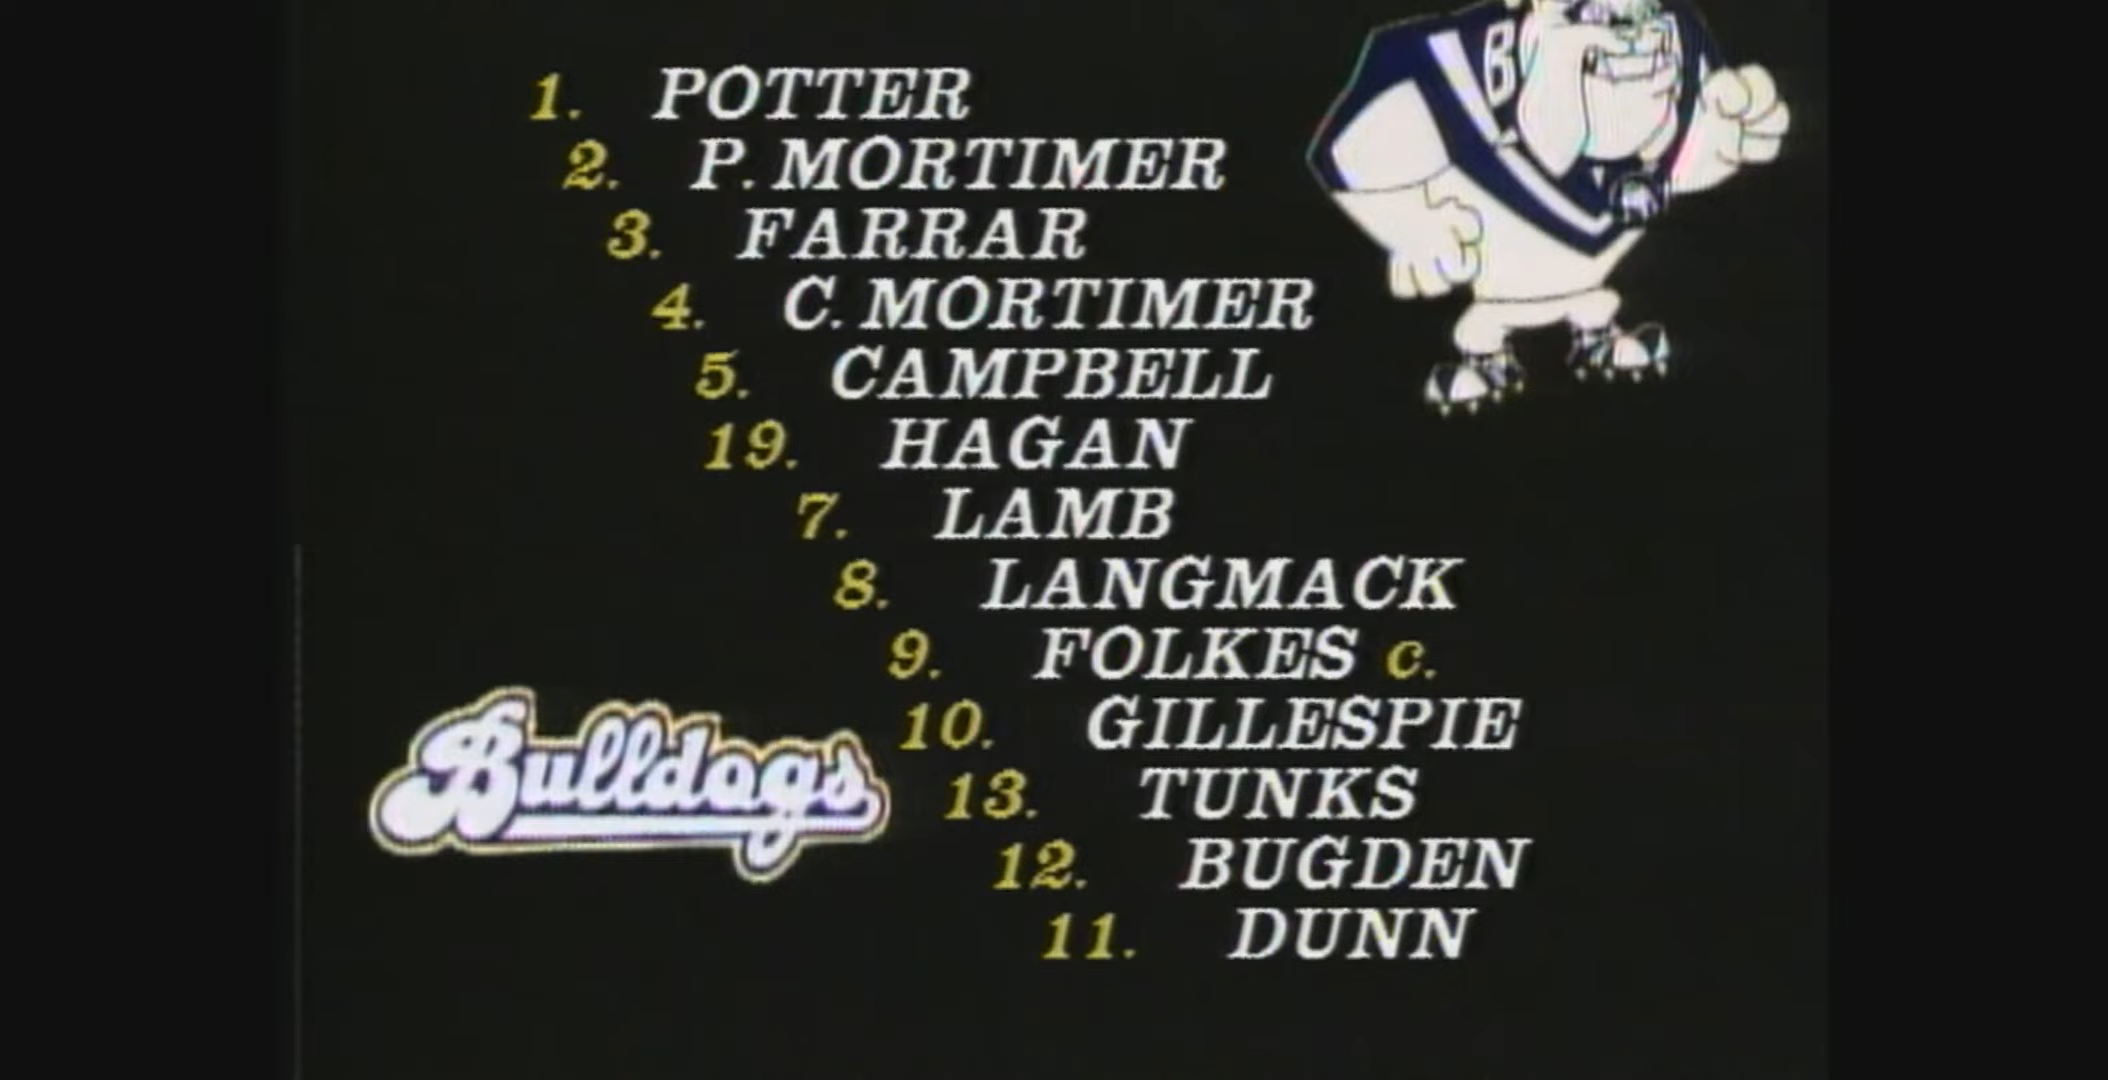 1. POTTER
2. P. MORTIMER
3. FARRAR
4. C. MORTIMER
5. CAMPBELL
19. HAGAN
7. LAMB
8. LANGMACK
9. FOLKES c.
10. GILLESPIE
13. TUNKS
12. BUGDEN
11. DUNN
Bulldogs
B